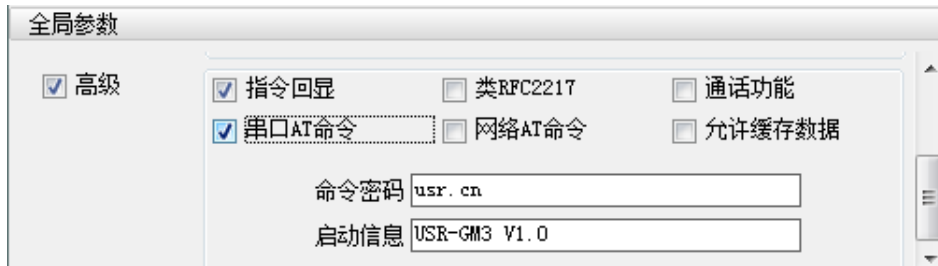 全局参数
高级
指令回显 类RFC2217 通话功能
串口AT命令 网络AT命令 允许缓存数据
命令密码 usr.cn
启动信息 USR-GM3 V1.0